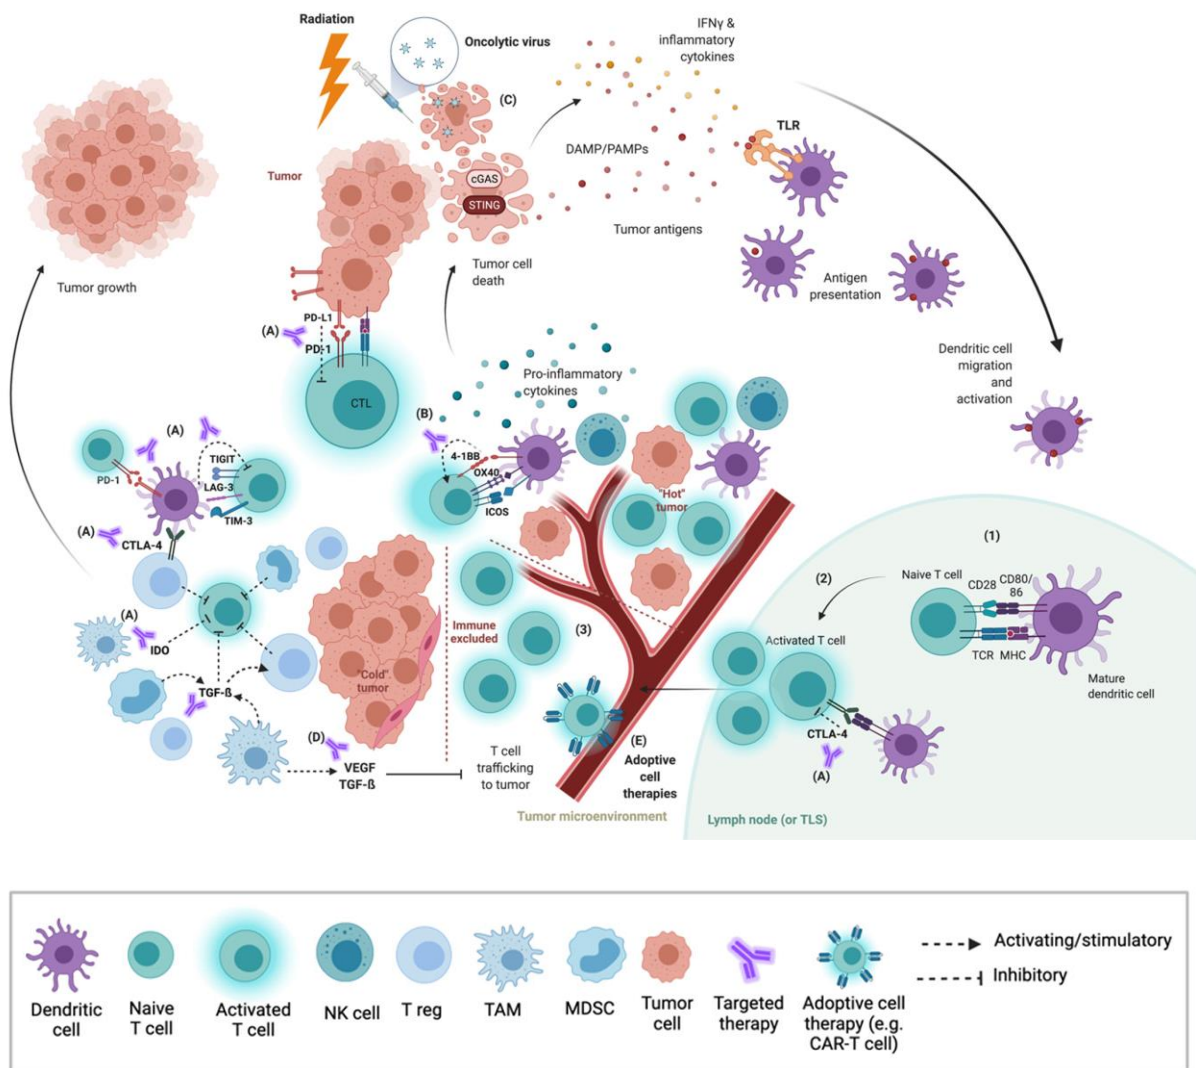 Radiation
Oncolytic virus
(C)
IFNγ &
inflammatory
cytokines
TLR
DAMP/PAMPs
Tumor
cGAS
STING
Tumor antigens
Tumor growth
Tumor cell
death
Antigen
presentation
PD-L1
(A)
PD-1
CTL
Pro-inflammatory
cytokines
Dendritic cell
migration
and
activation
(B)
4-1BB
OX40
ICOS
(A)
TIGIT
PD-1
LAG-3
TIM-3
(A)
CTLA-4
"Hot"
tumor
(A)
IDO
TGF-ß
Immune
excluded
(3)
"Cold"
tumor
(D)
VEGF
TGF-ß
T cell
trafficking
to tumor
(E)
Adoptive
cell
therapies
Tumor microenvironment
(1)
(2)
Naive T cell
CD28
CD80/
86
Activated T cell
TCR
MHC
Mature
dendritic cell
CTLA-4
(A)
Lymph node (or TLS)
Dendritic
cell
Naive
T cell
Activated
T cell
NK cell
T reg
TAM
MDSC
Tumor
cell
Targeted
therapy
Adoptive cell
therapy (e.g.
CAR-T cell)
Activating/stimulatory
Inhibitory